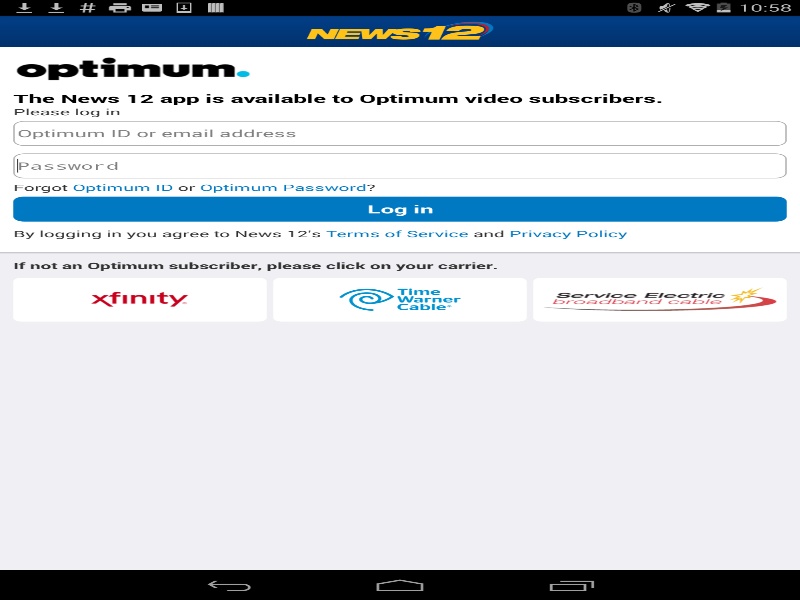 10:58
NEWS 12
optimum.
The News 12 app is available to Optimum video subscribers.
Please log in
Optimum ID or email address
Password
Forgot Optimum ID or Optimum Password?
Log in
By logging in you agree to News 12's Terms of Service and Privacy Policy
If not an Optimum subscriber, please click on your carrier.
xfinity
Time Warner Cable
Service Electric
broadband cable